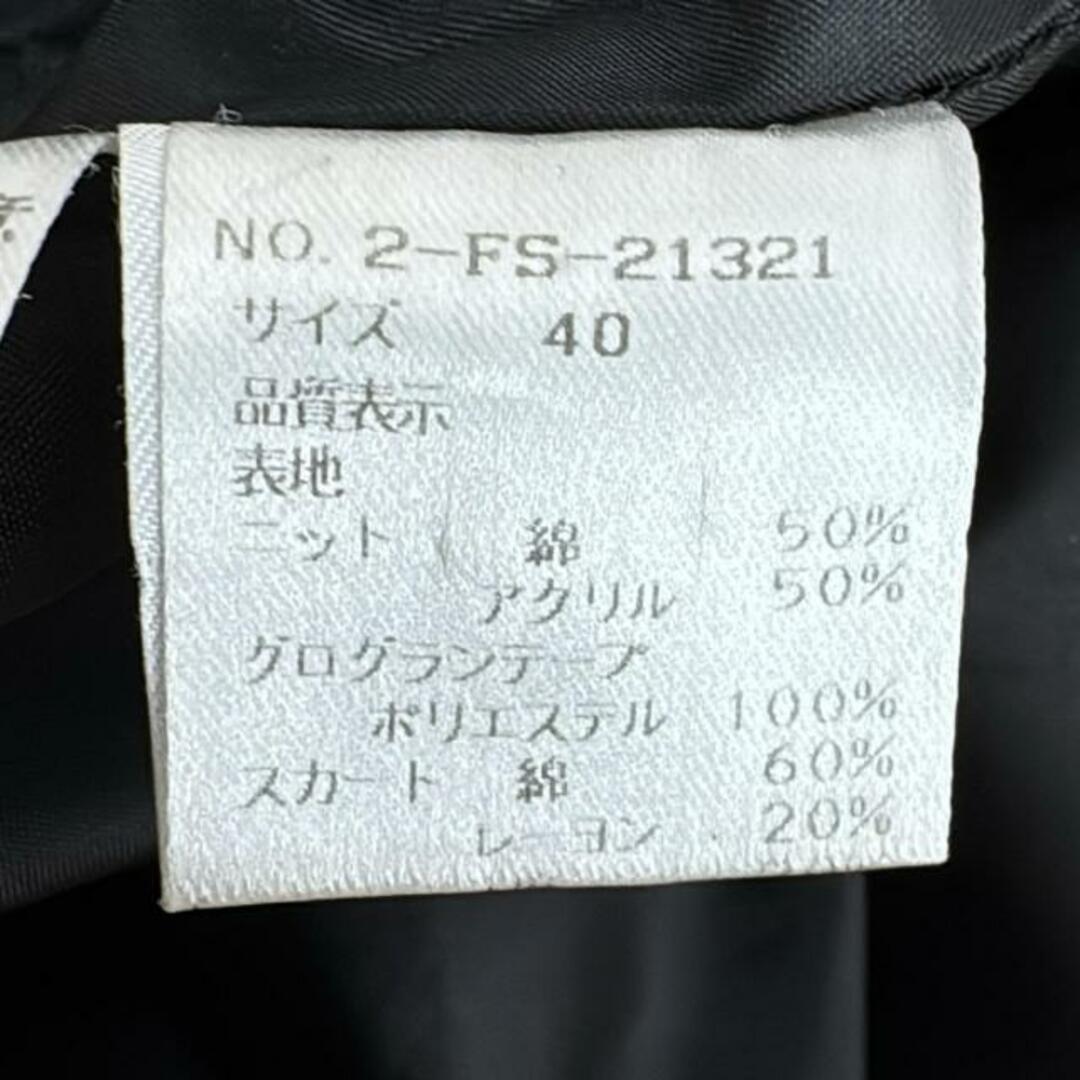 NO. 2-FS-21321
サイズ 40
品質表示
表地
ニット 綿 50%
アクリル 50%
グログランテープ
ポリエステル 100%
スカート 綿 60%
レーヨン 20%